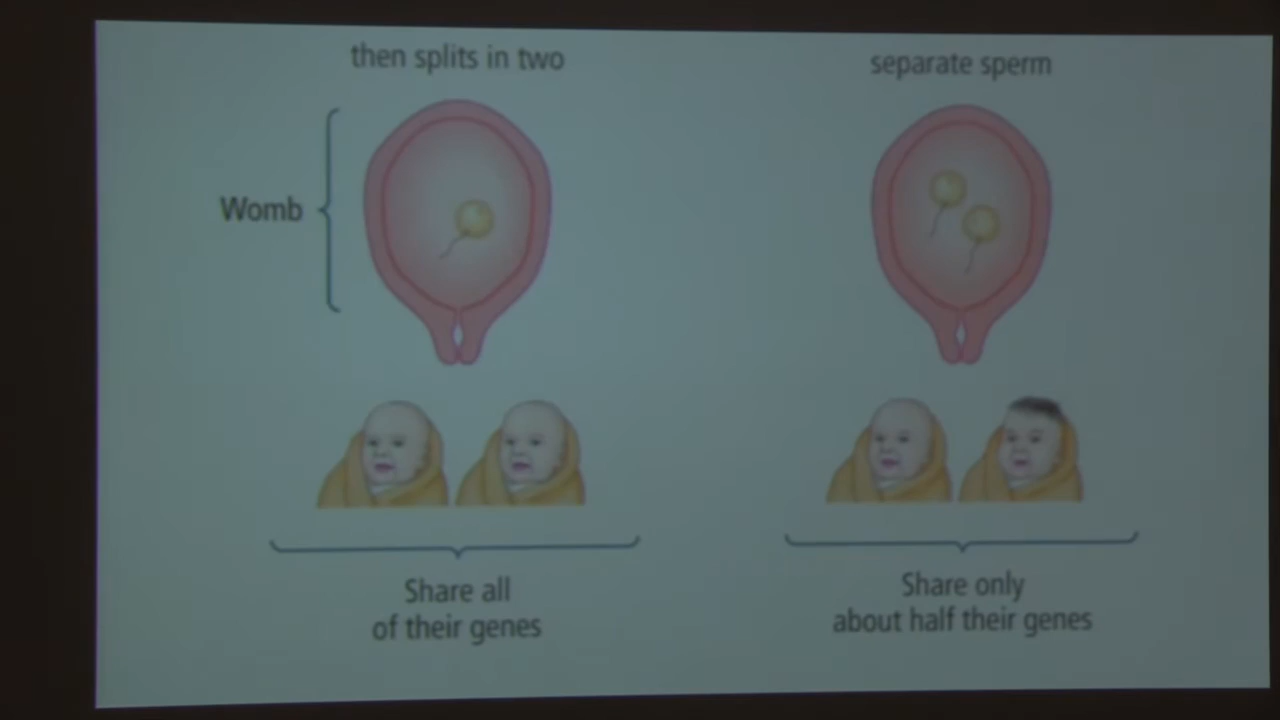 then splits in two
separate sperm
Womb
Share all
of their genes
Share only
about half their genes